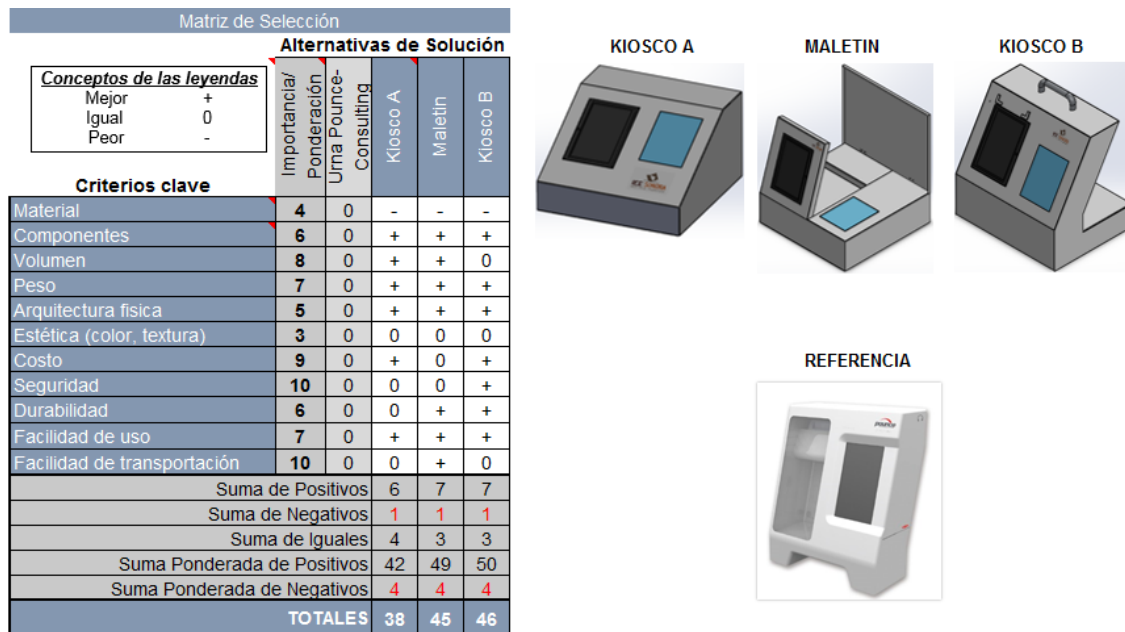 Matriz de Selección
Alternativas de Solución
Conceptos de las leyendas
Mejor +
Igual 0
Peor -
Importancia/ Ponderación
Urna Pounce-Consulting
Kiosco A
Maletin
Kiosco B
Criterios clave
Material 4 0 - - -
Componentes 6 0 + + +
Volumen 8 0 + + 0
Peso 7 0 + + +
Arquitectura fisica 5 0 + + +
Estética (color, textura) 3 0 0 0 0
Costo 9 0 + 0 +
Seguridad 10 0 0 0 +
Durabilidad 6 0 0 + +
Facilidad de uso 7 0 + + +
Facilidad de transportación 10 0 0 + 0
Suma de Positivos 6 7 7
Suma de Negativos 1 1 1
Suma de Iguales 4 3 3
Suma Ponderada de Positivos 42 49 50
Suma Ponderada de Negativos 4 4 4
TOTALES 38 45 46
KIOSCO A
MALETIN
KIOSCO B
REFERENCIA
pounce